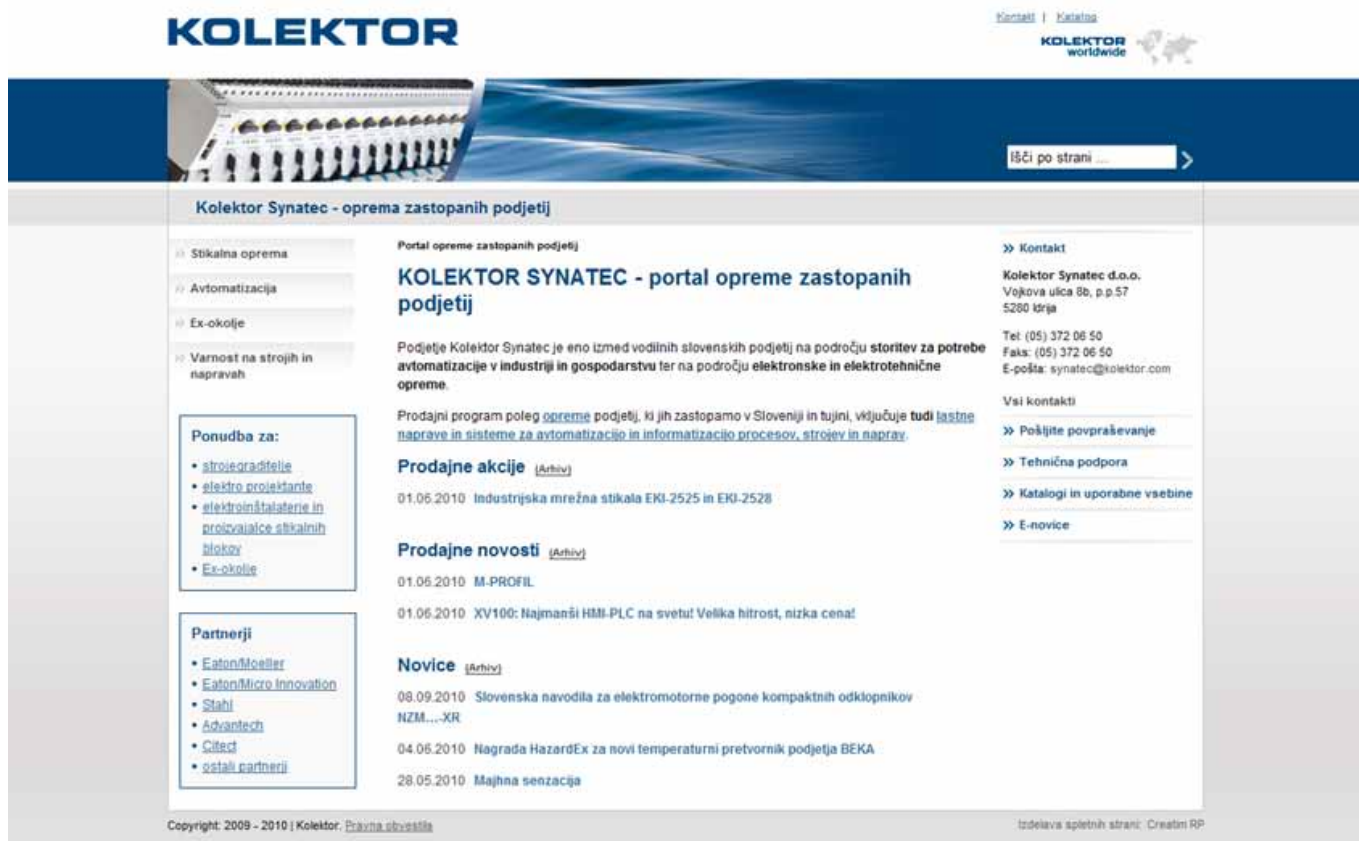 KOLEKTOR
Kontakt | Katalog
KOLEKTOR
worldwide
Išči po strani ...
Kolektor Synatec - oprema zastopanih podjetij
Stikalna oprema
Avtomatizacija
Ex-okolje
Varnost na strojih in
napravah
Ponudba za:
• strojegraditelje
• elektro projektante
• elektroinštalaterje in
proizvajalce stikalnih
blokov
• Ex-okolje
Partnerji
• Eaton/Moeller
• Eaton/Micro Innovation
• Stahl
• Advantech
• Citect
• ostali partnerji
Portal opreme zastopanih podjetij
KOLEKTOR SYNATEC - portal opreme zastopanih
podjetij
Podjetje Kolektor Synatec je eno izmed vodilnih slovenskih podjetij na področju storitev za potrebe
avtomatizacije v industriji in gospodarstvu ter na področju elektronske in elektrotehnične
opreme.
Prodajni program poleg opreme podjetij, ki jih zastopamo v Sloveniji in tujini, vključuje tudi lastne
naprave in sisteme za avtomatizacijo in informatizacijo procesov, strojev in naprav.
Prodajne akcije (Arhiv)
01.06.2010 Industrijska mrežna stikala EKI-2525 in EKI-2528
Prodajne novosti (Arhiv)
01.06.2010 M-PROFIL
01.06.2010 XV100: Najmanši HMI-PLC na svetu! Velika hitrost, nizka cena!
Novice (Arhiv)
08.09.2010 Slovenska navodila za elektromotorne pogone kompaktnih odklopnikov
NZM...-XR
04.06.2010 Nagrada HazardEx za novi temperaturni pretvornik podjetja BEKA
28.05.2010 Majhna senzacija
Kontakt
Kolektor Synatec d.o.o.
Vojkova ulica 8b, p.p.57
5280 Idrija
Tel: (05) 372 06 50
Faks: (05) 372 06 50
E-pošta: synatec@kolektor.com
Vsi kontakti
Pošljite povpraševanje
Tehnična podpora
Katalogi in uporabne vsebine
E-novice
Copyright: 2009 - 2010 | Kolektor. Pravna obvestila
Izdelava spletnih strani: Creatim RP